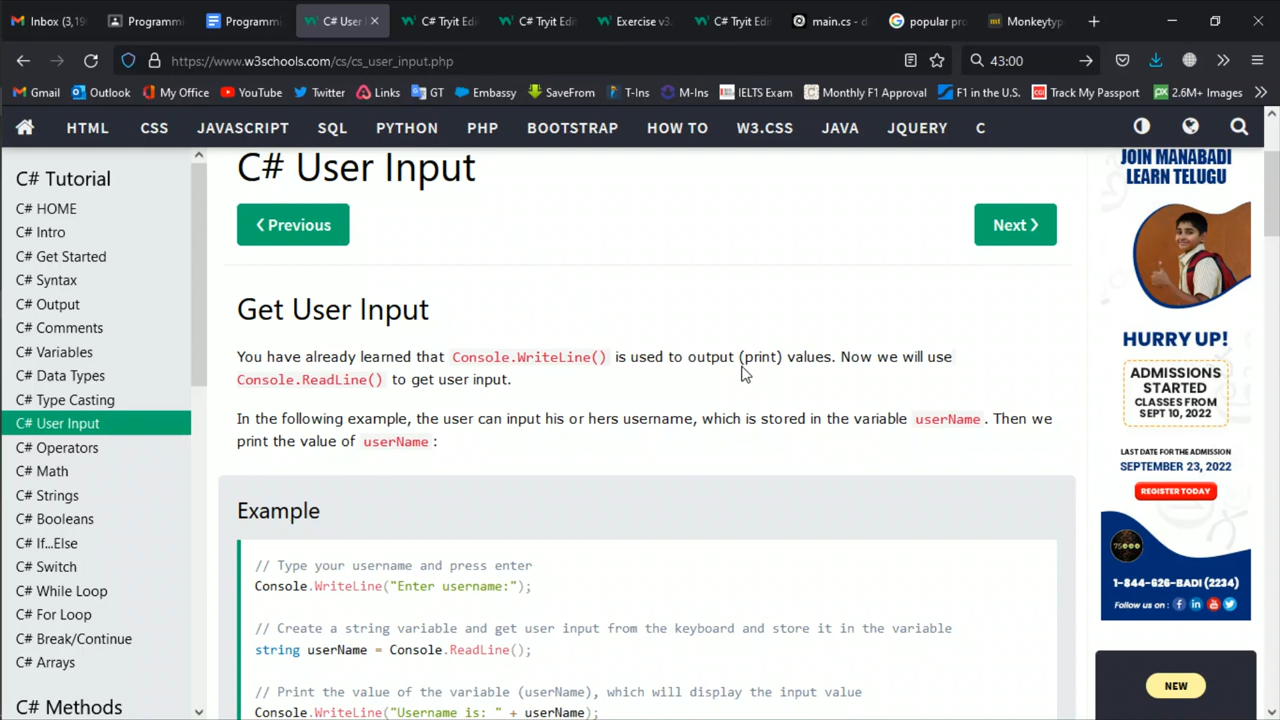 Inbox (3,19
Programmi
Programmi
C# User I
C# Tryit Edi
C# Tryit Edi
Exercise v3.
C# Tryit Edi
main.cs - d
popular pro
Monkeytyp
https://www.w3schools.com/cs/cs_user_input.php
43:00
Gmail
Outlook
My Office
YouTube
Twitter
Links
GT
Embassy
SaveFrom
T-Ins
M-Ins
IELTS Exam
Monthly F1 Approval
F1 in the U.S.
Track My Passport
2.6M+ Images
HTML
CSS
JAVASCRIPT
SQL
PYTHON
PHP
BOOTSTRAP
HOW TO
W3.CSS
JAVA
JQUERY
C
C# Tutorial
C# HOME
C# Intro
C# Get Started
C# Syntax
C# Output
C# Comments
C# Variables
C# Data Types
C# Type Casting
C# User Input
C# Operators
C# Math
C# Strings
C# Booleans
C# If...Else
C# Switch
C# While Loop
C# For Loop
C# Break/Continue
C# Arrays
C# Methods
C# User Input
❮ Previous
Next ❯
Get User Input
You have already learned that Console.WriteLine() is used to output (print) values. Now we will use
Console.ReadLine() to get user input.
In the following example, the user can input his or hers username, which is stored in the variable userName. Then we
print the value of userName:
Example
// Type your username and press enter
Console.WriteLine("Enter username:");
// Create a string variable and get user input from the keyboard and store it in the variable
string userName = Console.ReadLine();
// Print the value of the variable (userName), which will display the input value
Console.WriteLine("Username is: " + userName);
JOIN MANABADI
LEARN TELUGU
HURRY UP!
ADMISSIONS
STARTED
CLASSES FROM
SEPT 10, 2022
LAST DATE FOR THE ADMISSION
SEPTEMBER 23, 2022
REGISTER TODAY
1-844-626-BADI (2234)
Follow us on :
NEW